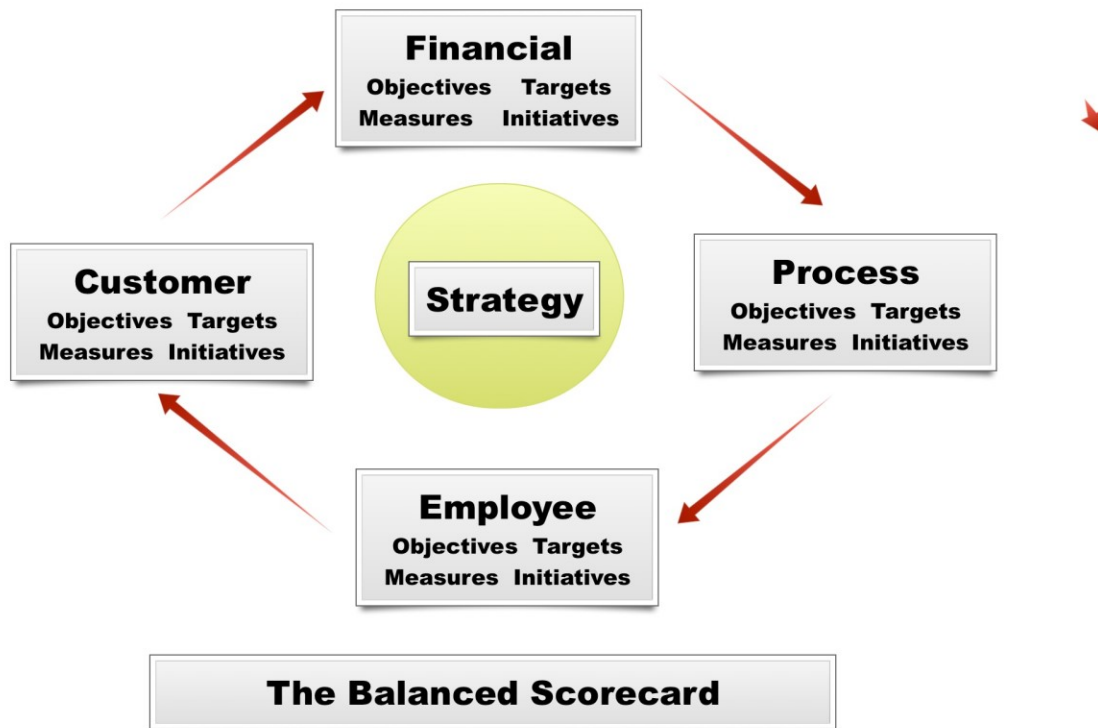 Financial
Objectives Targets
Measures Initiatives
Customer
Objectives Targets
Measures Initiatives
Strategy
Process
Objectives Targets
Measures Initiatives
Employee
Objectives Targets
Measures Initiatives
The Balanced Scorecard